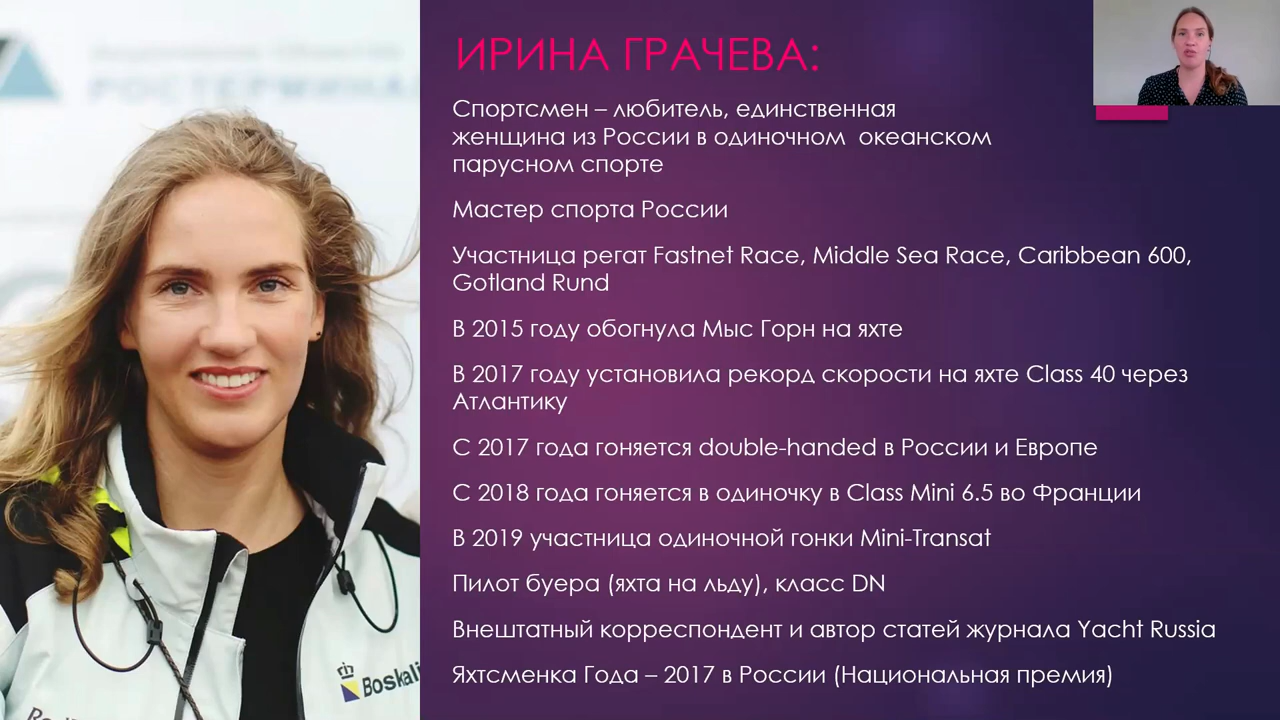 РОСТЕРМИНАЛ
ИРИНА ГРАЧЕВА:
Спортсмен – любитель, единственная
женщина из России в одиночном океанском
парусном спорте
Мастер спорта России
Участница регат Fastnet Race, Middle Sea Race, Caribbean 600,
Gotland Rund
В 2015 году обогнула Мыс Горн на яхте
В 2017 году установила рекорд скорости на яхте Class 40 через
Атлантику
С 2017 года гоняется double-handed в России и Европе
С 2018 года гоняется в одиночку в Class Mini 6.5 во Франции
В 2019 участница одиночной гонки Mini-Transat
Пилот буера (яхта на льду), класс DN
Внештатный корреспондент и автор статей журнала Yacht Russia
Яхтсменка Года – 2017 в России (Национальная премия)
Boskali